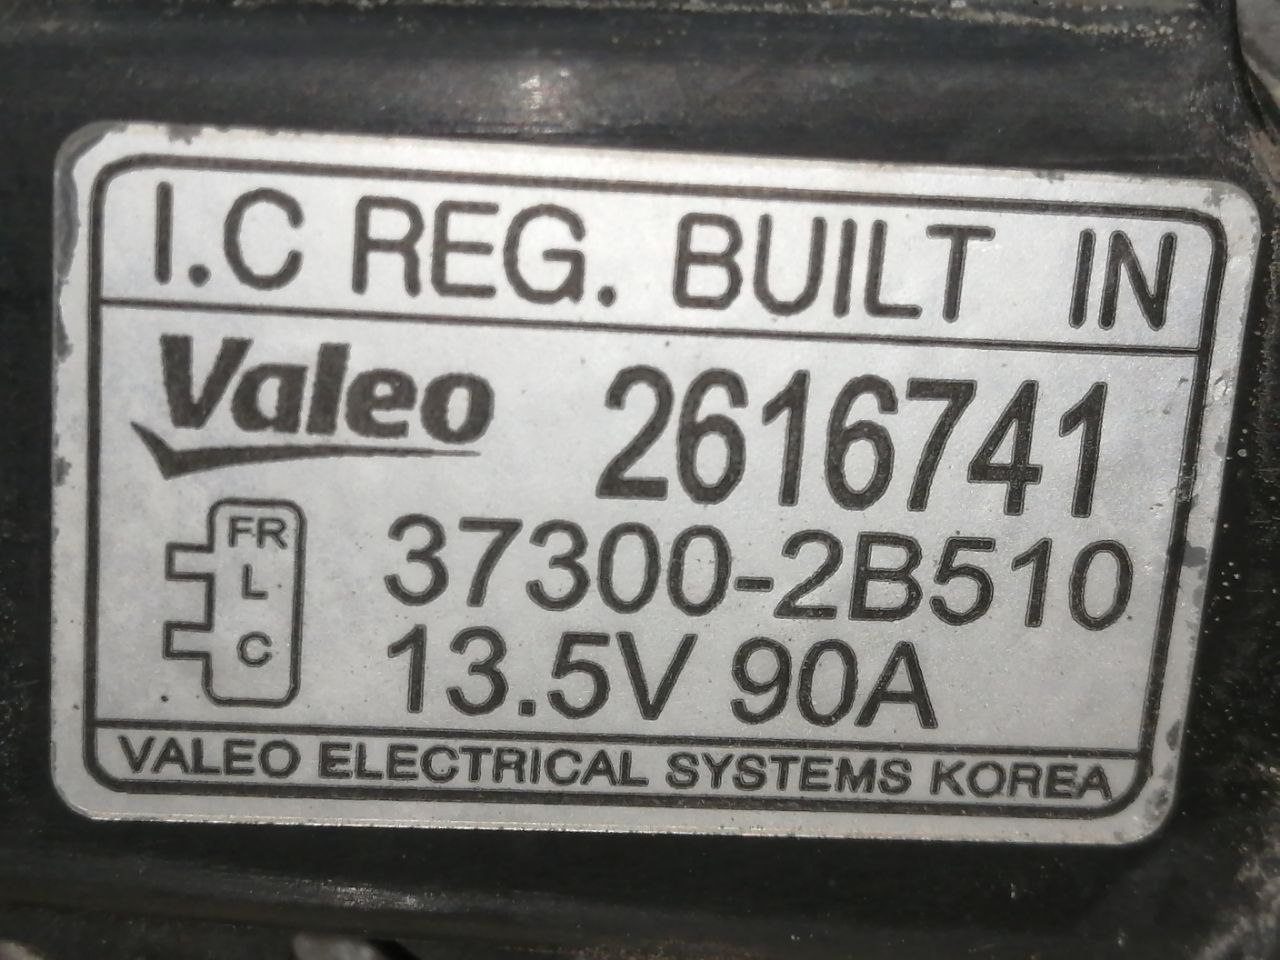 I.C REG. BUILT IN
Valeo 2616741
FR
L
C
37300-2B510
13.5V 90A
VALEO ELECTRICAL SYSTEMS KOREA